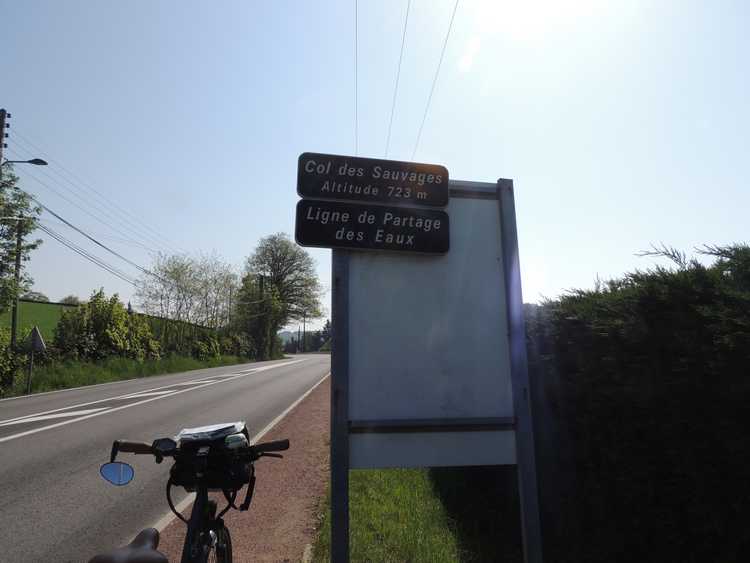 Col des Sauvages
Altitude 723 m
Ligne de Partage
des Eaux